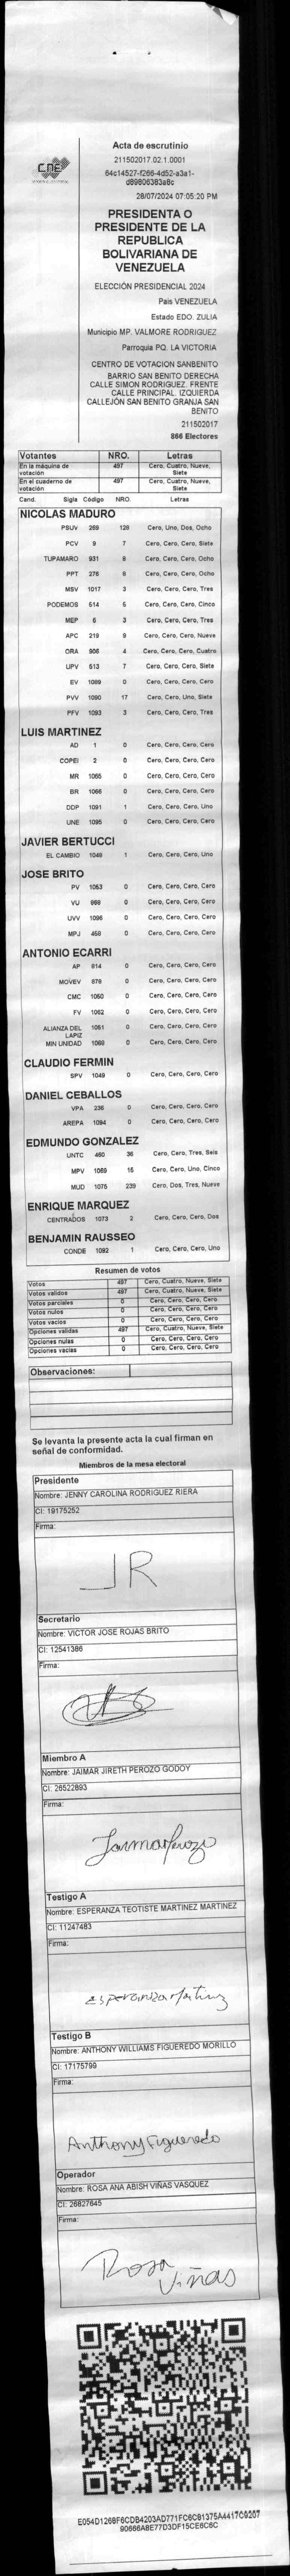 CNE
Acta de escrutinio
211502017.02.1.0001
64c14527-f266-4d52-a3a1-
d89806383a8c
28/07/2024 07:05:20 PM
PRESIDENTA O
PRESIDENTE DE LA
REPUBLICA
BOLIVARIANA DE
VENEZUELA
ELECCIÓN PRESIDENCIAL 2024
Pais VENEZUELA
Estado EDO. ZULIA
Municipio MP. VALMORE RODRIGUEZ
Parroquia PQ. LA VICTORIA
CENTRO DE VOTACION SANBENITO
BARRIO SAN BENITO DERECHA
CALLE SIMON RODRIGUEZ. FRENTE
CALLE PRINCIPAL. IZQUIERDA
CALLEJÓN SAN BENITO GRANJA SAN
BENITO
211502017
866 Electores
Votantes NRO. Letras
En la máquina de votación 497 Cero, Cuatro, Nueve, Siete
En el cuaderno de votación 497 Cero, Cuatro, Nueve, Siete
Cand. Sigla Código NRO. Letras
NICOLAS MADURO
PSUV 269 128 Cero, Uno, Dos, Ocho
PCV 9 7 Cero, Cero, Cero, Siete
TUPAMARO 931 8 Cero, Cero, Cero, Ocho
PPT 276 8 Cero, Cero, Cero, Ocho
MSV 1017 3 Cero, Cero, Cero, Tres
PODEMOS 514 5 Cero, Cero, Cero, Cinco
MEP 6 3 Cero, Cero, Cero, Tres
APC 219 9 Cero, Cero, Cero, Nueve
ORA 906 4 Cero, Cero, Cero, Cuatro
UPV 513 7 Cero, Cero, Cero, Siete
EV 1089 0 Cero, Cero, Cero, Cero
PVV 1090 17 Cero, Cero, Uno, Siete
PFV 1093 3 Cero, Cero, Cero, Tres
LUIS MARTINEZ
AD 1 0 Cero, Cero, Cero, Cero
COPEI 2 0 Cero, Cero, Cero, Cero
MR 1065 0 Cero, Cero, Cero, Cero
BR 1066 0 Cero, Cero, Cero, Cero
DDP 1091 1 Cero, Cero, Cero, Uno
UNE 1095 0 Cero, Cero, Cero, Cero
JAVIER BERTUCCI
EL CAMBIO 1048 1 Cero, Cero, Cero, Uno
JOSE BRITO
PV 1053 0 Cero, Cero, Cero, Cero
VU 868 0 Cero, Cero, Cero, Cero
UVV 1096 0 Cero, Cero, Cero, Cero
MPJ 458 0 Cero, Cero, Cero, Cero
ANTONIO ECARRI
AP 814 0 Cero, Cero, Cero, Cero
MOVEV 979 0 Cero, Cero, Cero, Cero
CMC 1050 0 Cero, Cero, Cero, Cero
FV 1052 0 Cero, Cero, Cero, Cero
ALIANZA DEL LAPIZ 1051 0 Cero, Cero, Cero, Cero
MIN UNIDAD 1068 0 Cero, Cero, Cero, Cero
CLAUDIO FERMIN
SPV 1049 0 Cero, Cero, Cero, Cero
DANIEL CEBALLOS
VPA 236 0 Cero, Cero, Cero, Cero
AREPA 1094 0 Cero, Cero, Cero, Cero
EDMUNDO GONZALEZ
UNTC 460 36 Cero, Cero, Tres, Seis
MPV 1069 15 Cero, Cero, Uno, Cinco
MUD 1075 239 Cero, Dos, Tres, Nueve
ENRIQUE MARQUEZ
CENTRADOS 1073 2 Cero, Cero, Cero, Dos
BENJAMIN RAUSSEO
CONDE 1092 1 Cero, Cero, Cero, Uno
Resumen de votos
Votos 497 Cero, Cuatro, Nueve, Siete
Votos validos 497 Cero, Cuatro, Nueve, Siete
Votos parciales 0 Cero, Cero, Cero, Cero
Votos nulos 0 Cero, Cero, Cero, Cero
Votos vacios 0 Cero, Cero, Cero, Cero
Opciones validas 497 Cero, Cuatro, Nueve, Siete
Opciones nulas 0 Cero, Cero, Cero, Cero
Opciones vacias 0 Cero, Cero, Cero, Cero
Observaciones:
Se levanta la presente acta la cual firman en
señal de conformidad.
Miembros de la mesa electoral
Presidente
Nombre: JENNY CAROLINA RODRIGUEZ RIERA
CI: 19175252
Firma:
JR
Secretario
Nombre: VICTOR JOSE ROJAS BRITO
CI: 12541386
Firma:
Miembro A
Nombre: JAIMAR JIRETH PEROZO GODOY
CI: 26522893
Firma:
Testigo A
Nombre: ESPERANZA TEOTISTE MARTINEZ MARTINEZ
CI: 11247483
Firma:
Esperanza Martinez
Testigo B
Nombre: ANTHONY WILLIAMS FIGUEREDO MORILLO
CI: 17175799
Firma:
Anthony Figueredo
Operador
Nombre: ROSA ANA ABISH VIÑAS VASQUEZ
CI: 26827645
Firma:
Rosa
Viñas
E054D1268F6CDB4203AD771FC6C81375A4417C9207
90666A8E77D3DF15CE6C6C